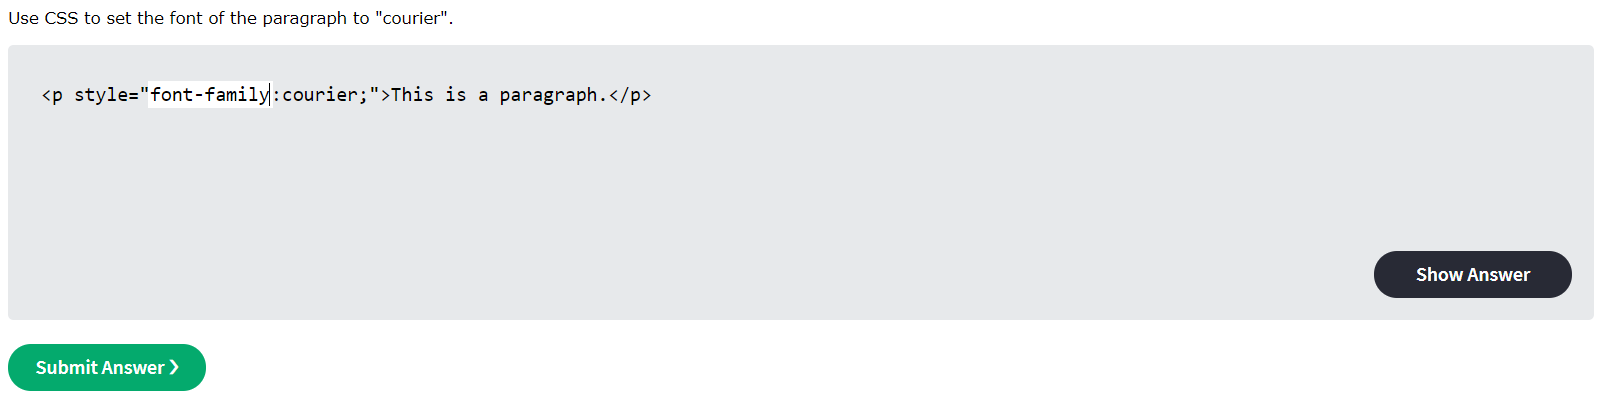 Use CSS to set the font of the paragraph to "courier".
<p style="font-family:courier;">This is a paragraph.</p>
Show Answer
Submit Answer ❯